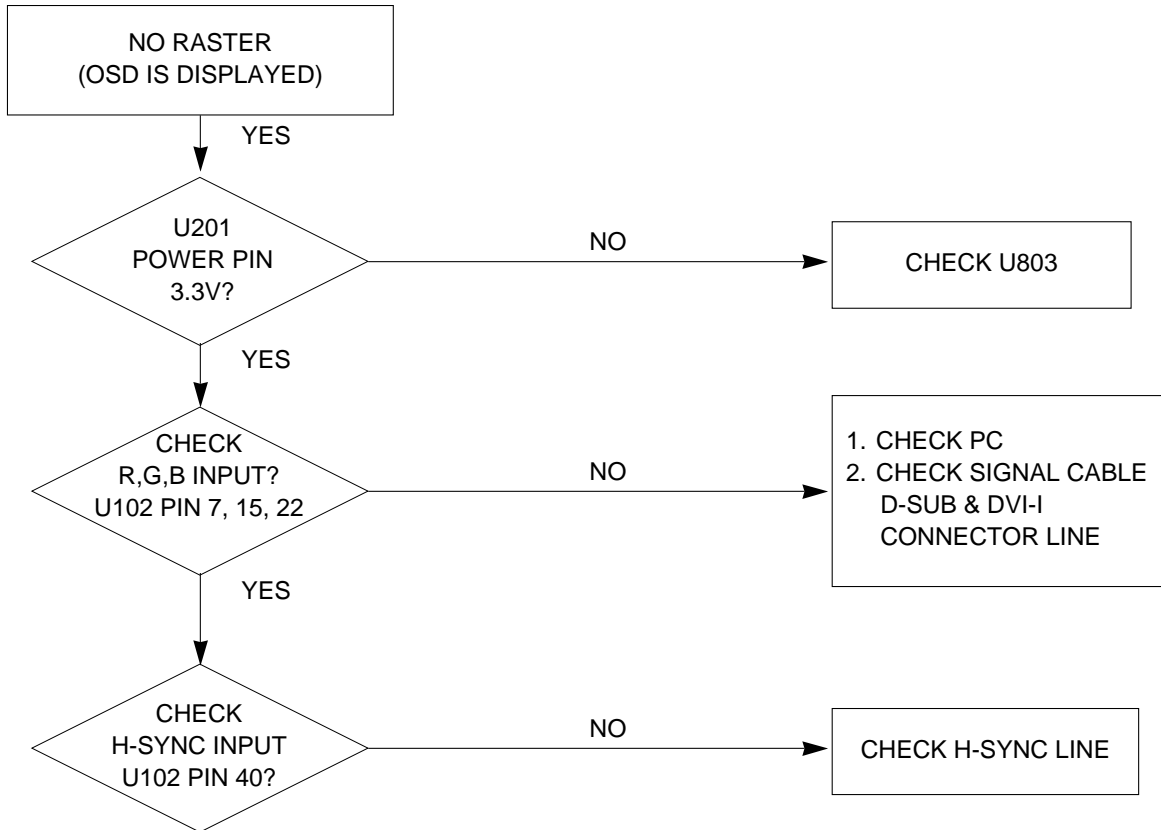 NO RASTER
(OSD IS DISPLAYED)
YES
U201
POWER PIN
3.3V?
NO
CHECK U803
YES
CHECK
R,G,B INPUT?
U102 PIN 7, 15, 22
NO
1. CHECK PC
2. CHECK SIGNAL CABLE
D-SUB & DVI-I
CONNECTOR LINE
YES
CHECK
H-SYNC INPUT
U102 PIN 40?
NO
CHECK H-SYNC LINE